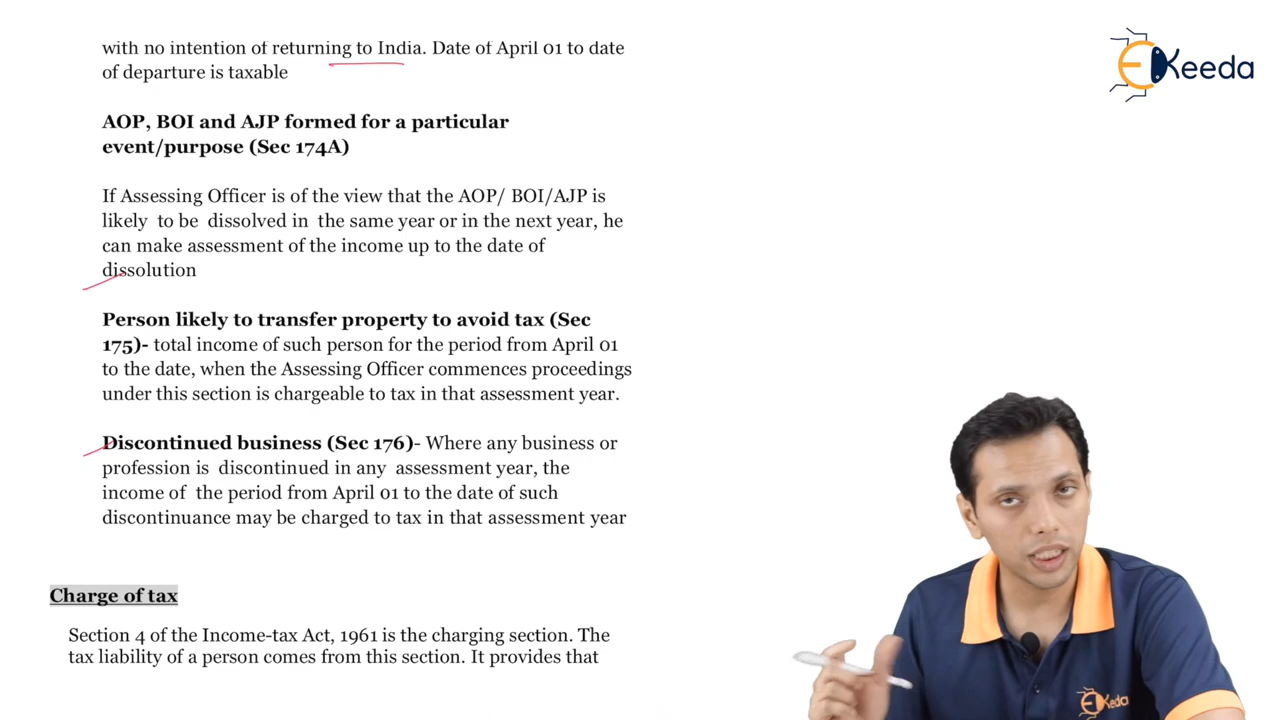 with no intention of returning to India. Date of April 01 to date
of departure is taxable
AOP, BOI and AJP formed for a particular
event/purpose (Sec 174A)
If Assessing Officer is of the view that the AOP/ BOI/AJP is
likely to be dissolved in the same year or in the next year, he
can make assessment of the income up to the date of
dissolution
Person likely to transfer property to avoid tax (Sec
175)- total income of such person for the period from April 01
to the date, when the Assessing Officer commences proceedings
under this section is chargeable to tax in that assessment year.
Discontinued business (Sec 176)- Where any business or
profession is discontinued in any assessment year, the
income of the period from April 01 to the date of such
discontinuance may be charged to tax in that assessment year
Charge of tax
Section 4 of the Income-tax Act, 1961 is the charging section. The
tax liability of a person comes from this section. It provides that
EKeeda
EKeeda